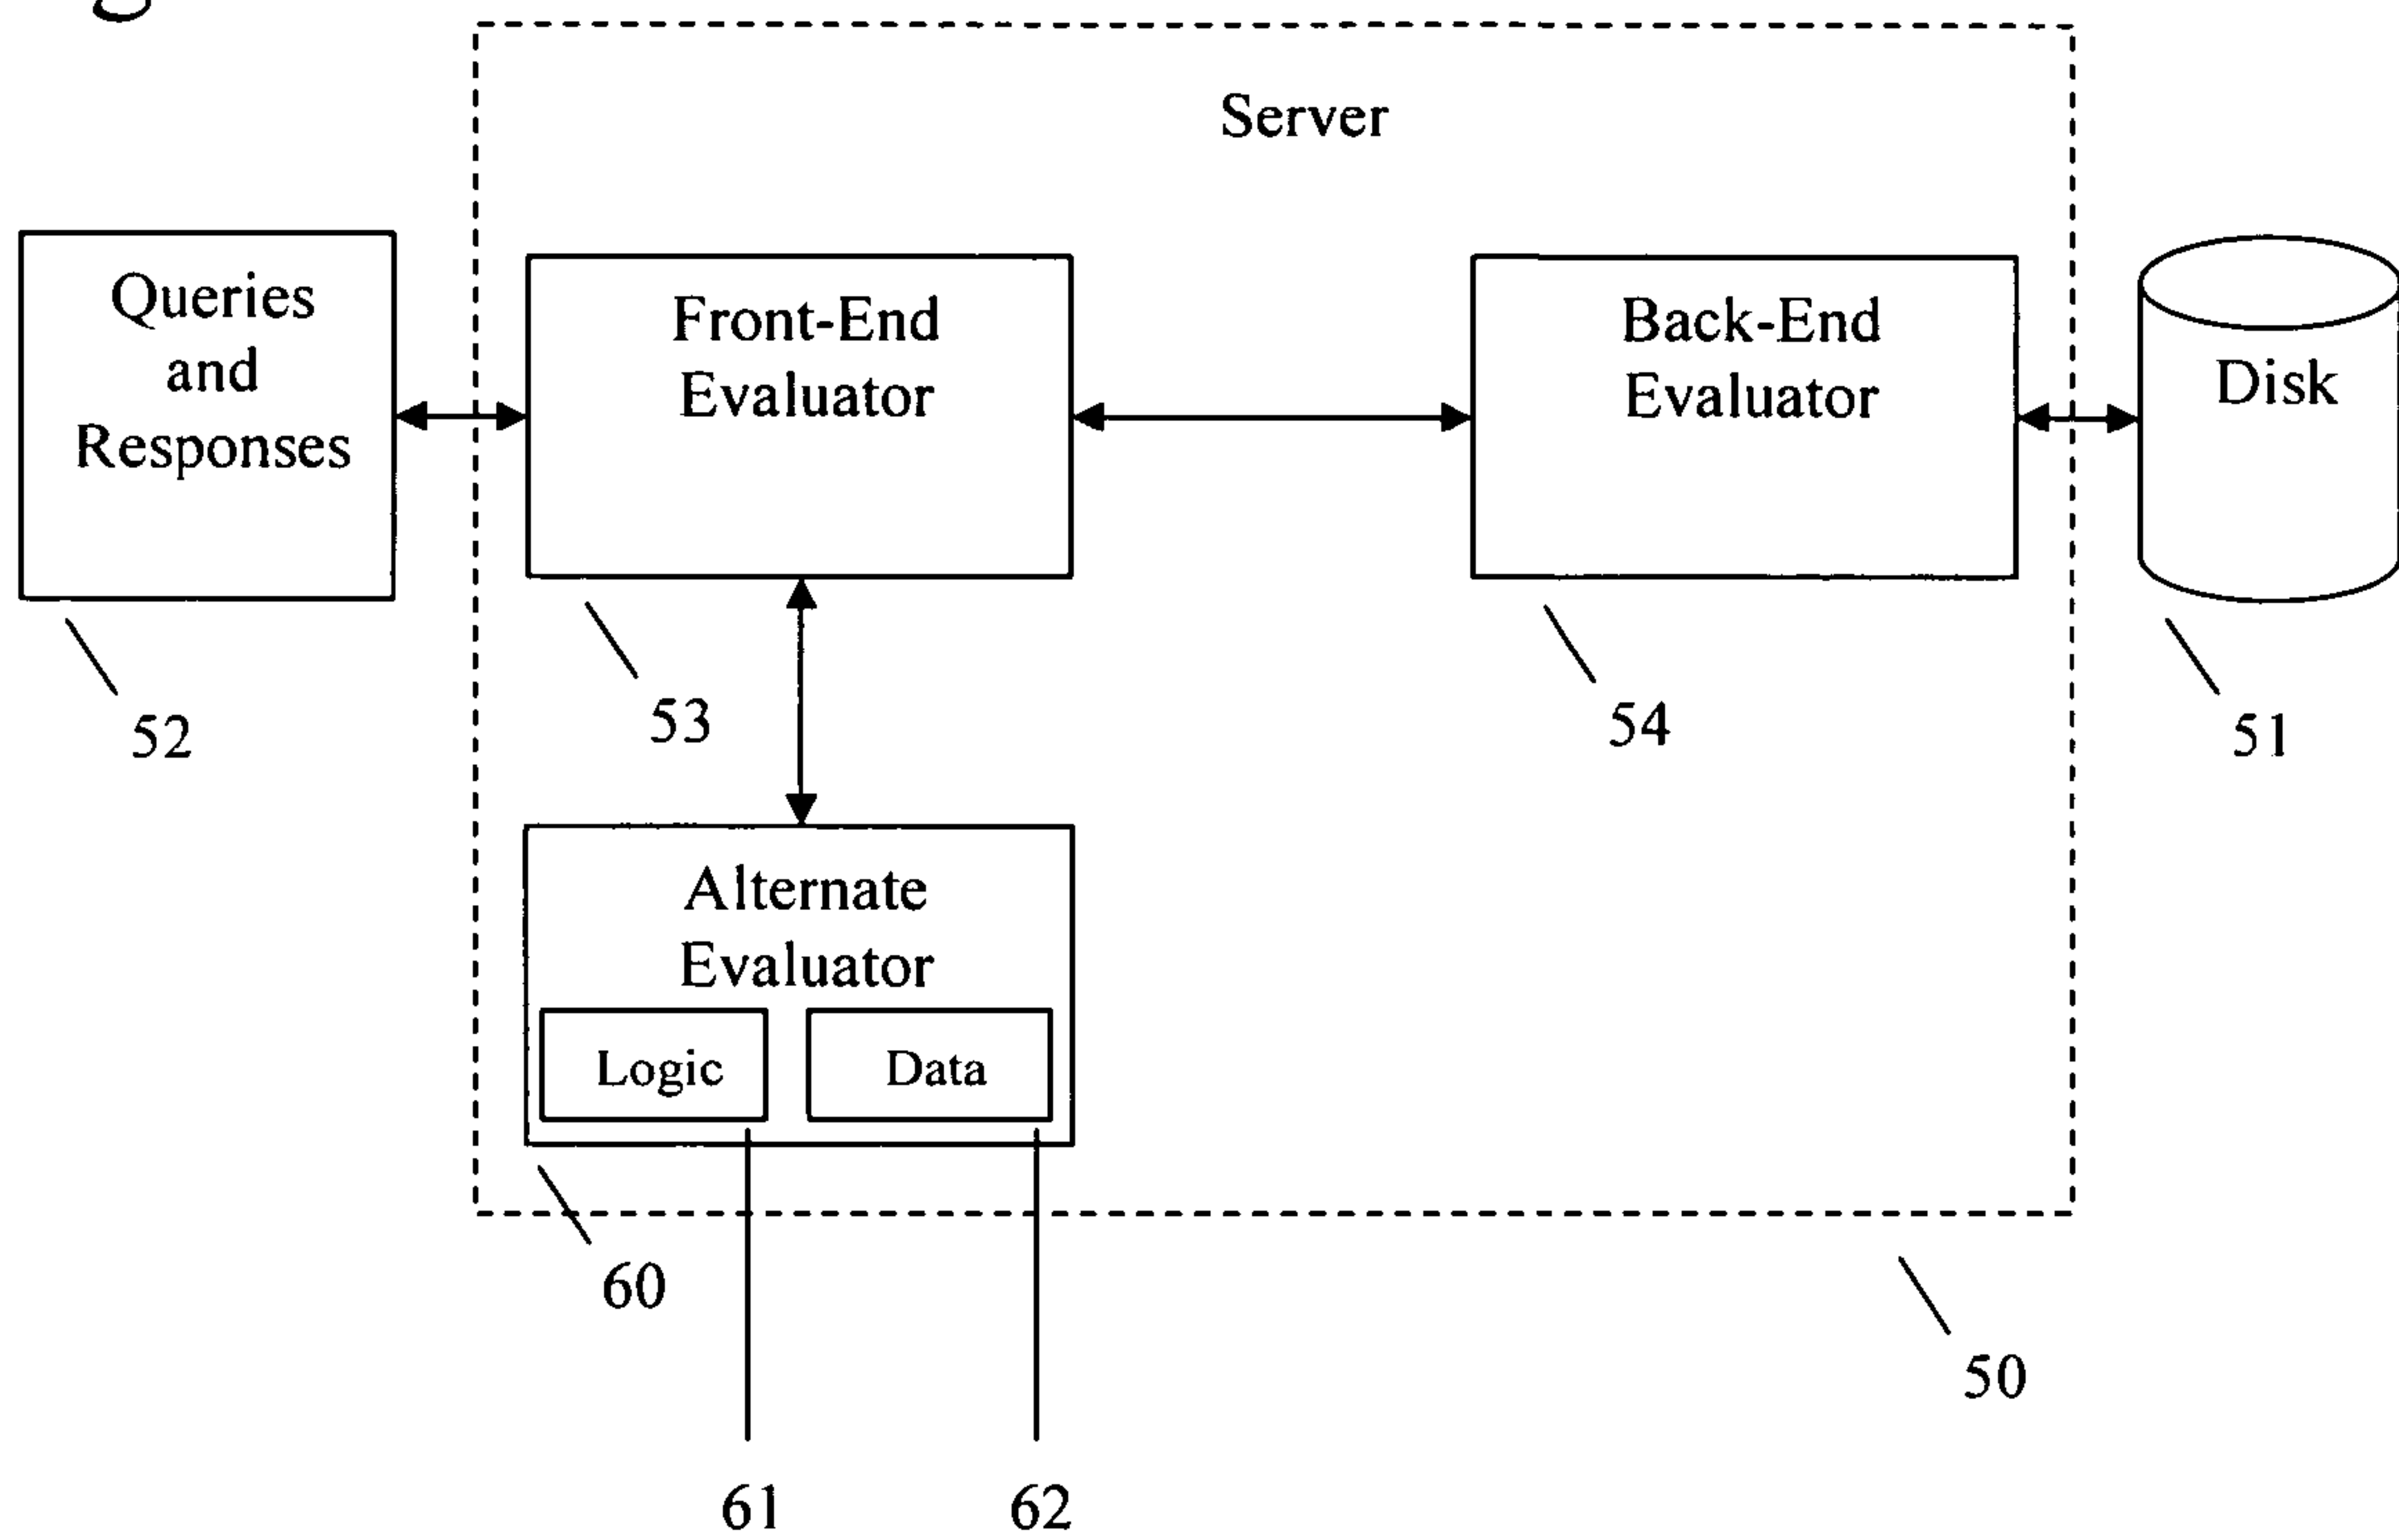 Server
Queries
and
Responses
Front-End
Evaluator
Back-End
Evaluator
Disk
52
53
54
51
Alternate
Evaluator
Logic
Data
60
50
61
62